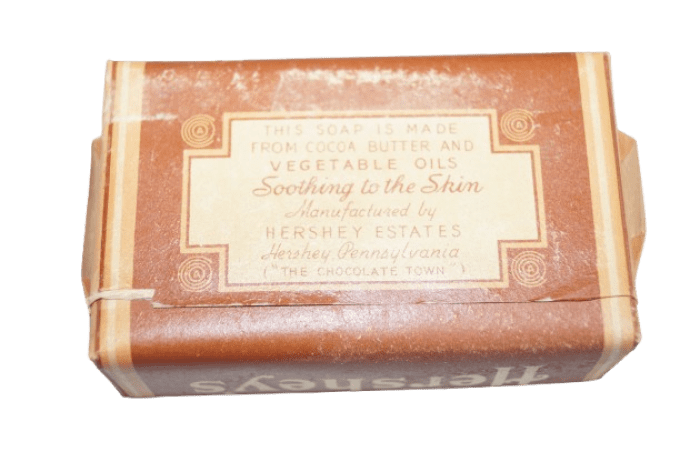 THIS SOAP IS MADE
FROM COCOA BUTTER AND
VEGETABLE OILS
Soothing to the Skin
Manufactured by
HERSHEY ESTATES
Hershey, Pennsylvania
("THE CHOCOLATE TOWN")
Hershey's